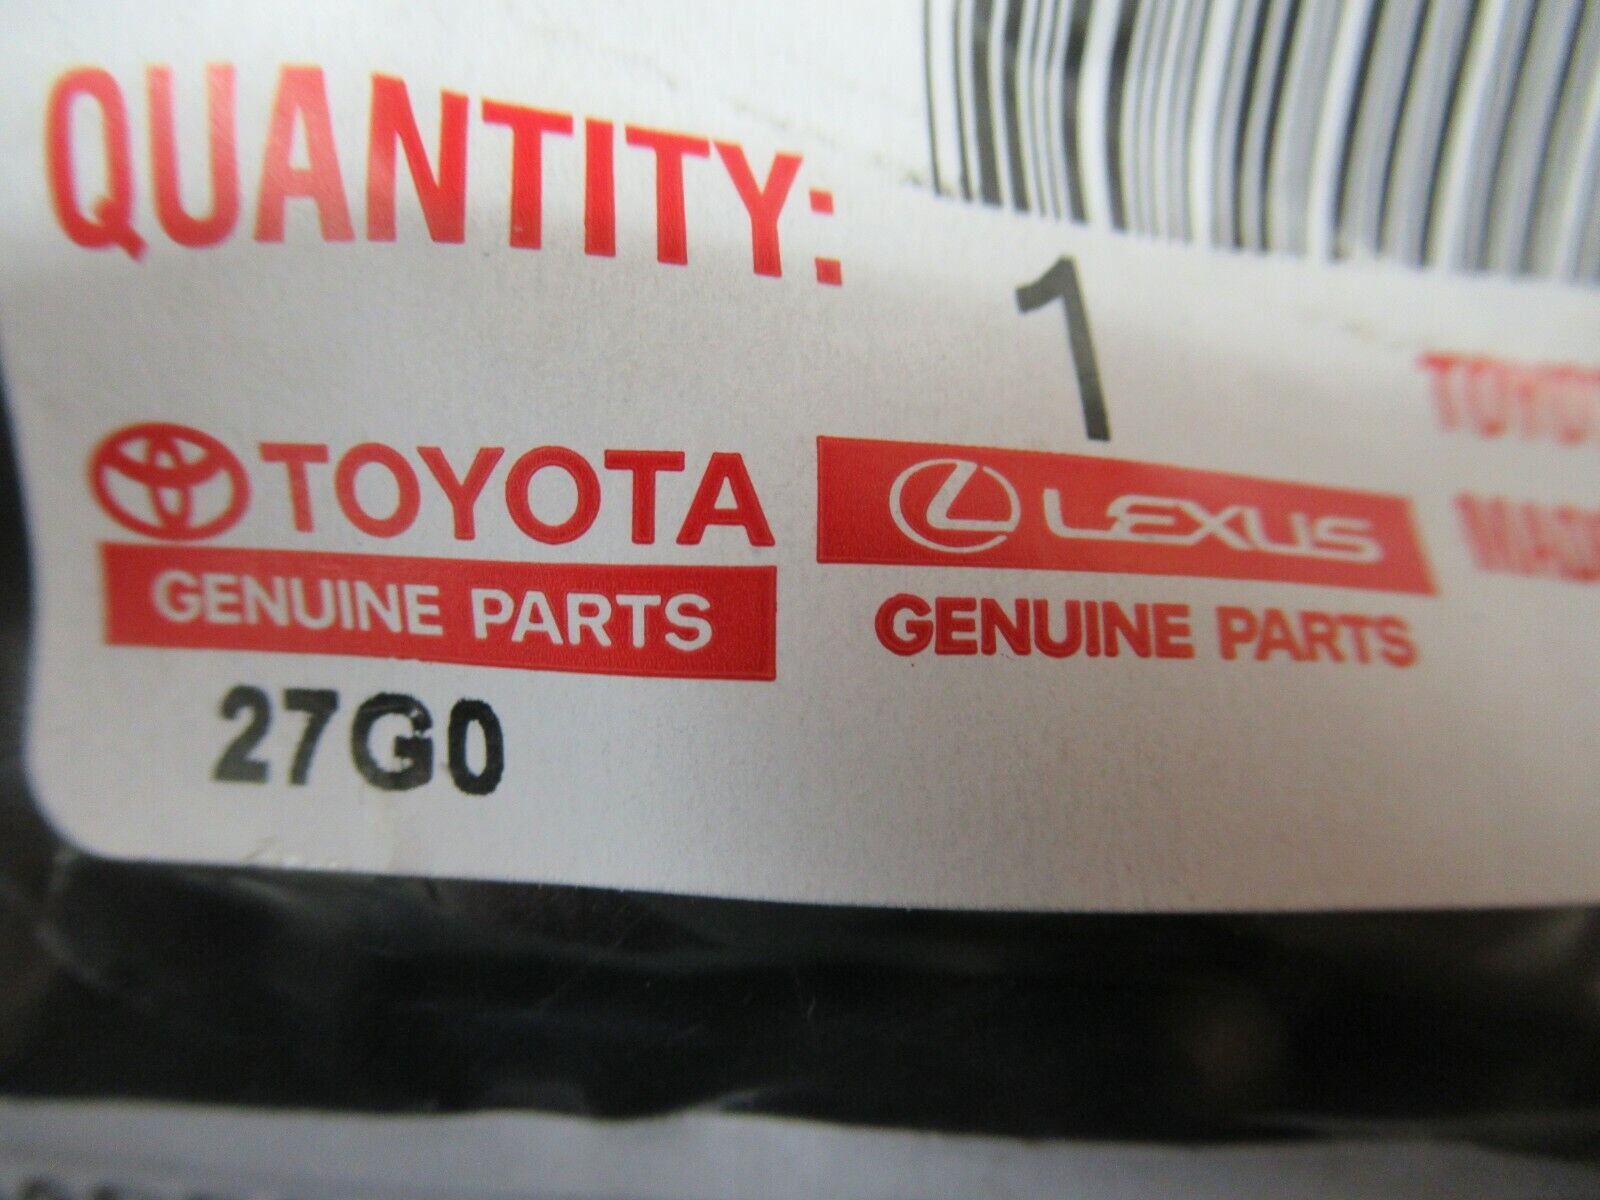 QUANTITY: 1
TOYOTA
GENUINE PARTS
LEXUS
GENUINE PARTS
27G0